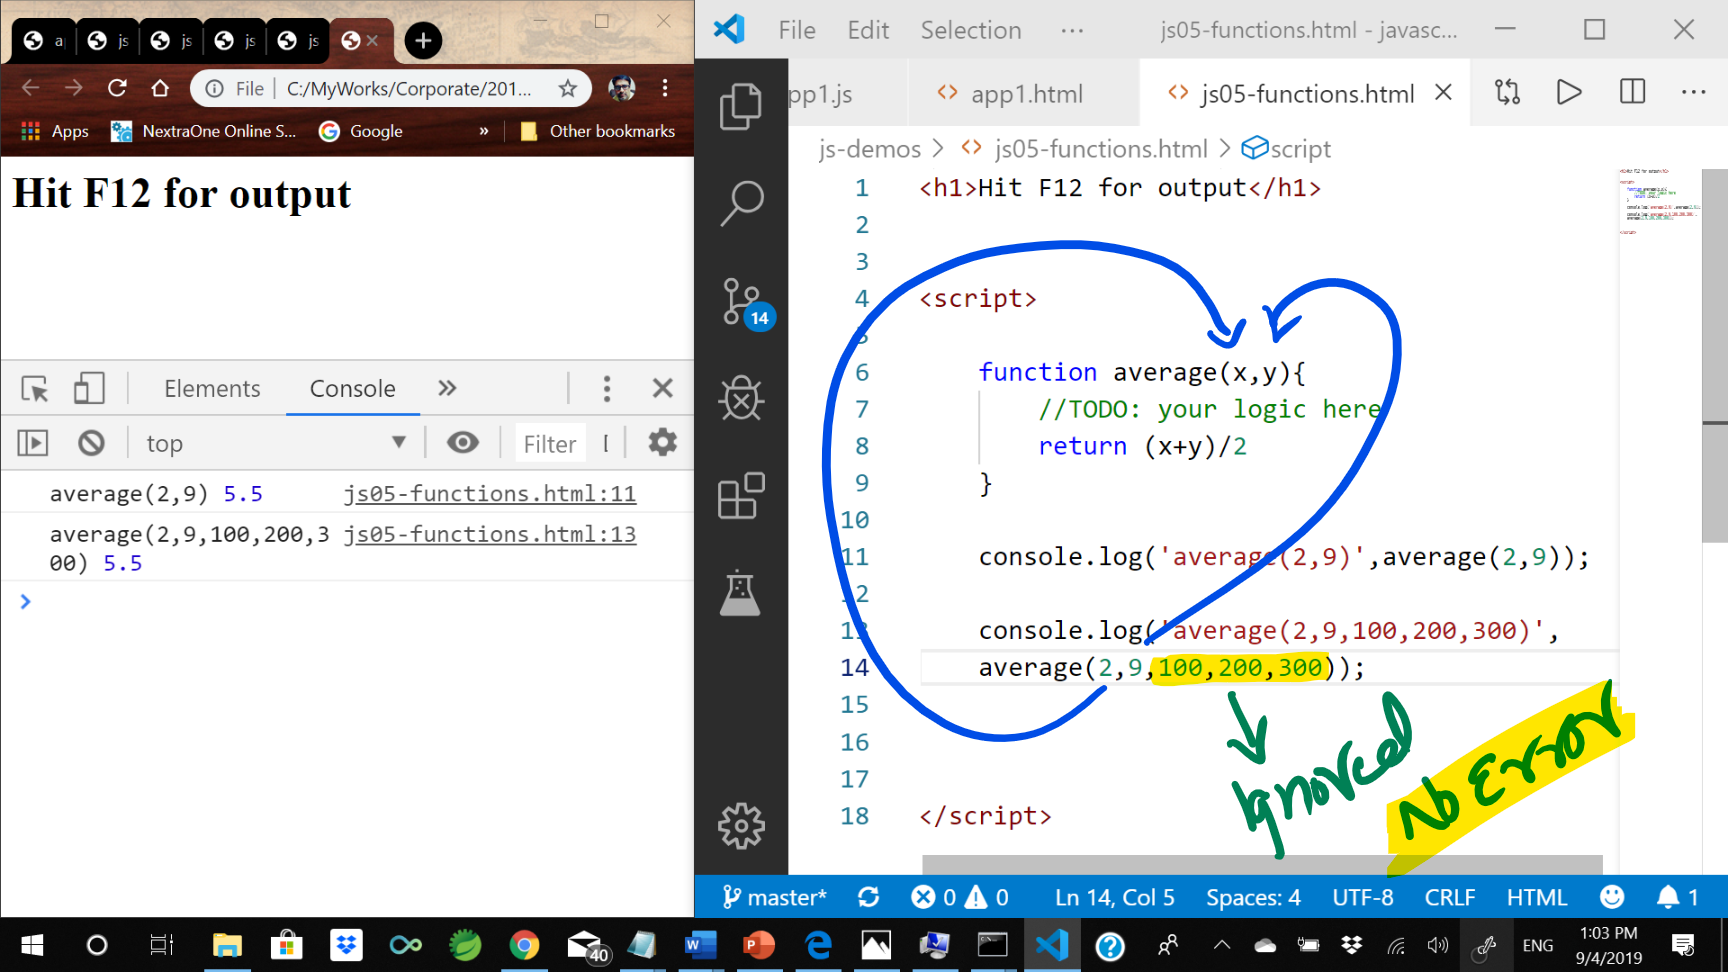 a
js
js
js
js
File
C:/MyWorks/Corporate/201...
Apps
NextraOne Online S...
Google
»
Other bookmarks
Hit F12 for output
Elements
Console
»
top
Filter
average(2,9) 5.5
js05-functions.html:11
average(2,9,100,200,3
js05-functions.html:13
00) 5.5
File
Edit
Selection
···
js05-functions.html - javasc...
pp1.js
<> app1.html
<> js05-functions.html
js-demos > <> js05-functions.html > script
1 <h1>Hit F12 for output</h1>
2
3
4 <script>
5
6 function average(x,y){
7 //TODO: your logic here
8 return (x+y)/2
9 }
10
11 console.log('average(2,9)',average(2,9));
12
13 console.log('average(2,9,100,200,300)',
14 average(2,9,100,200,300));
15
16
17
18 </script>
Ignored
No Error
14
master*
0
0
Ln 14, Col 5
Spaces: 4
UTF-8
CRLF
HTML
1
40
ENG
1:03 PM
9/4/2019